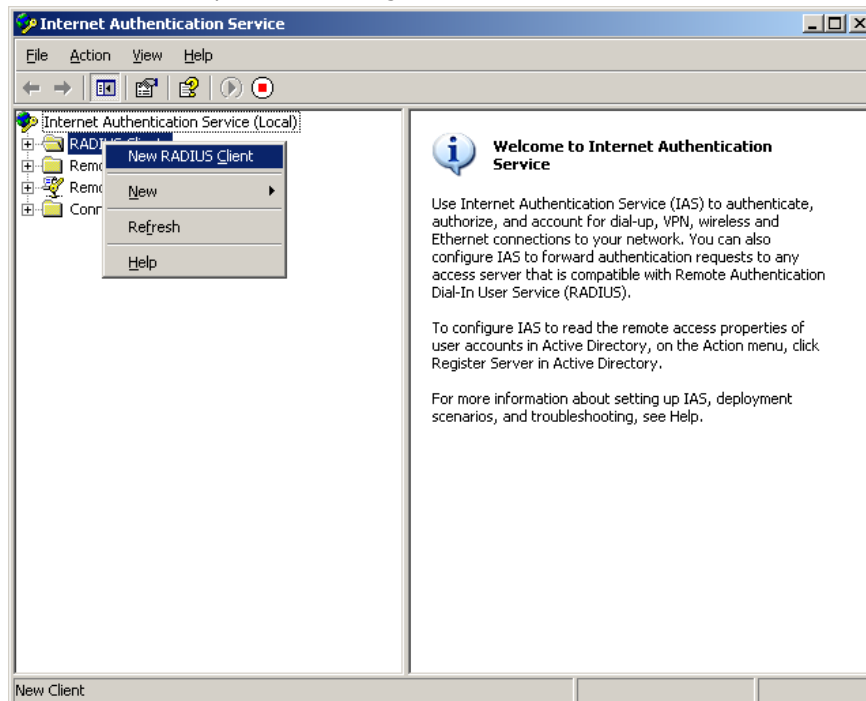 Internet Authentication Service
File Action View Help
Internet Authentication Service (Local)
New RADIUS Client
New
Refresh
Help
Welcome to Internet Authentication
Service
Use Internet Authentication Service (IAS) to authenticate,
authorize, and account for dial-up, VPN, wireless and
Ethernet connections to your network. You can also
configure IAS to forward authentication requests to any
access server that is compatible with Remote Authentication
Dial-In User Service (RADIUS).
To configure IAS to read the remote access properties of
user accounts in Active Directory, on the Action menu, click
Register Server in Active Directory.
For more information about setting up IAS, deployment
scenarios, and troubleshooting, see Help.
New Client